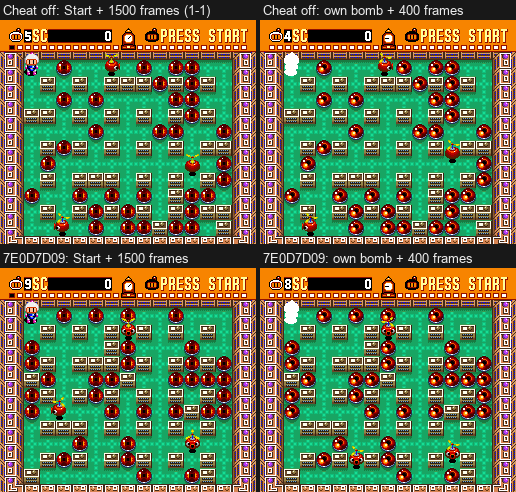 Cheat off: Start + 1500 frames (1-1)
Cheat off: own bomb + 400 frames
5SC 0 PRESS START
4SC 0 PRESS START
7E0D7D09: Start + 1500 frames
7E0D7D09: own bomb + 400 frames
9SC 0 PRESS START
8SC 0 PRESS START